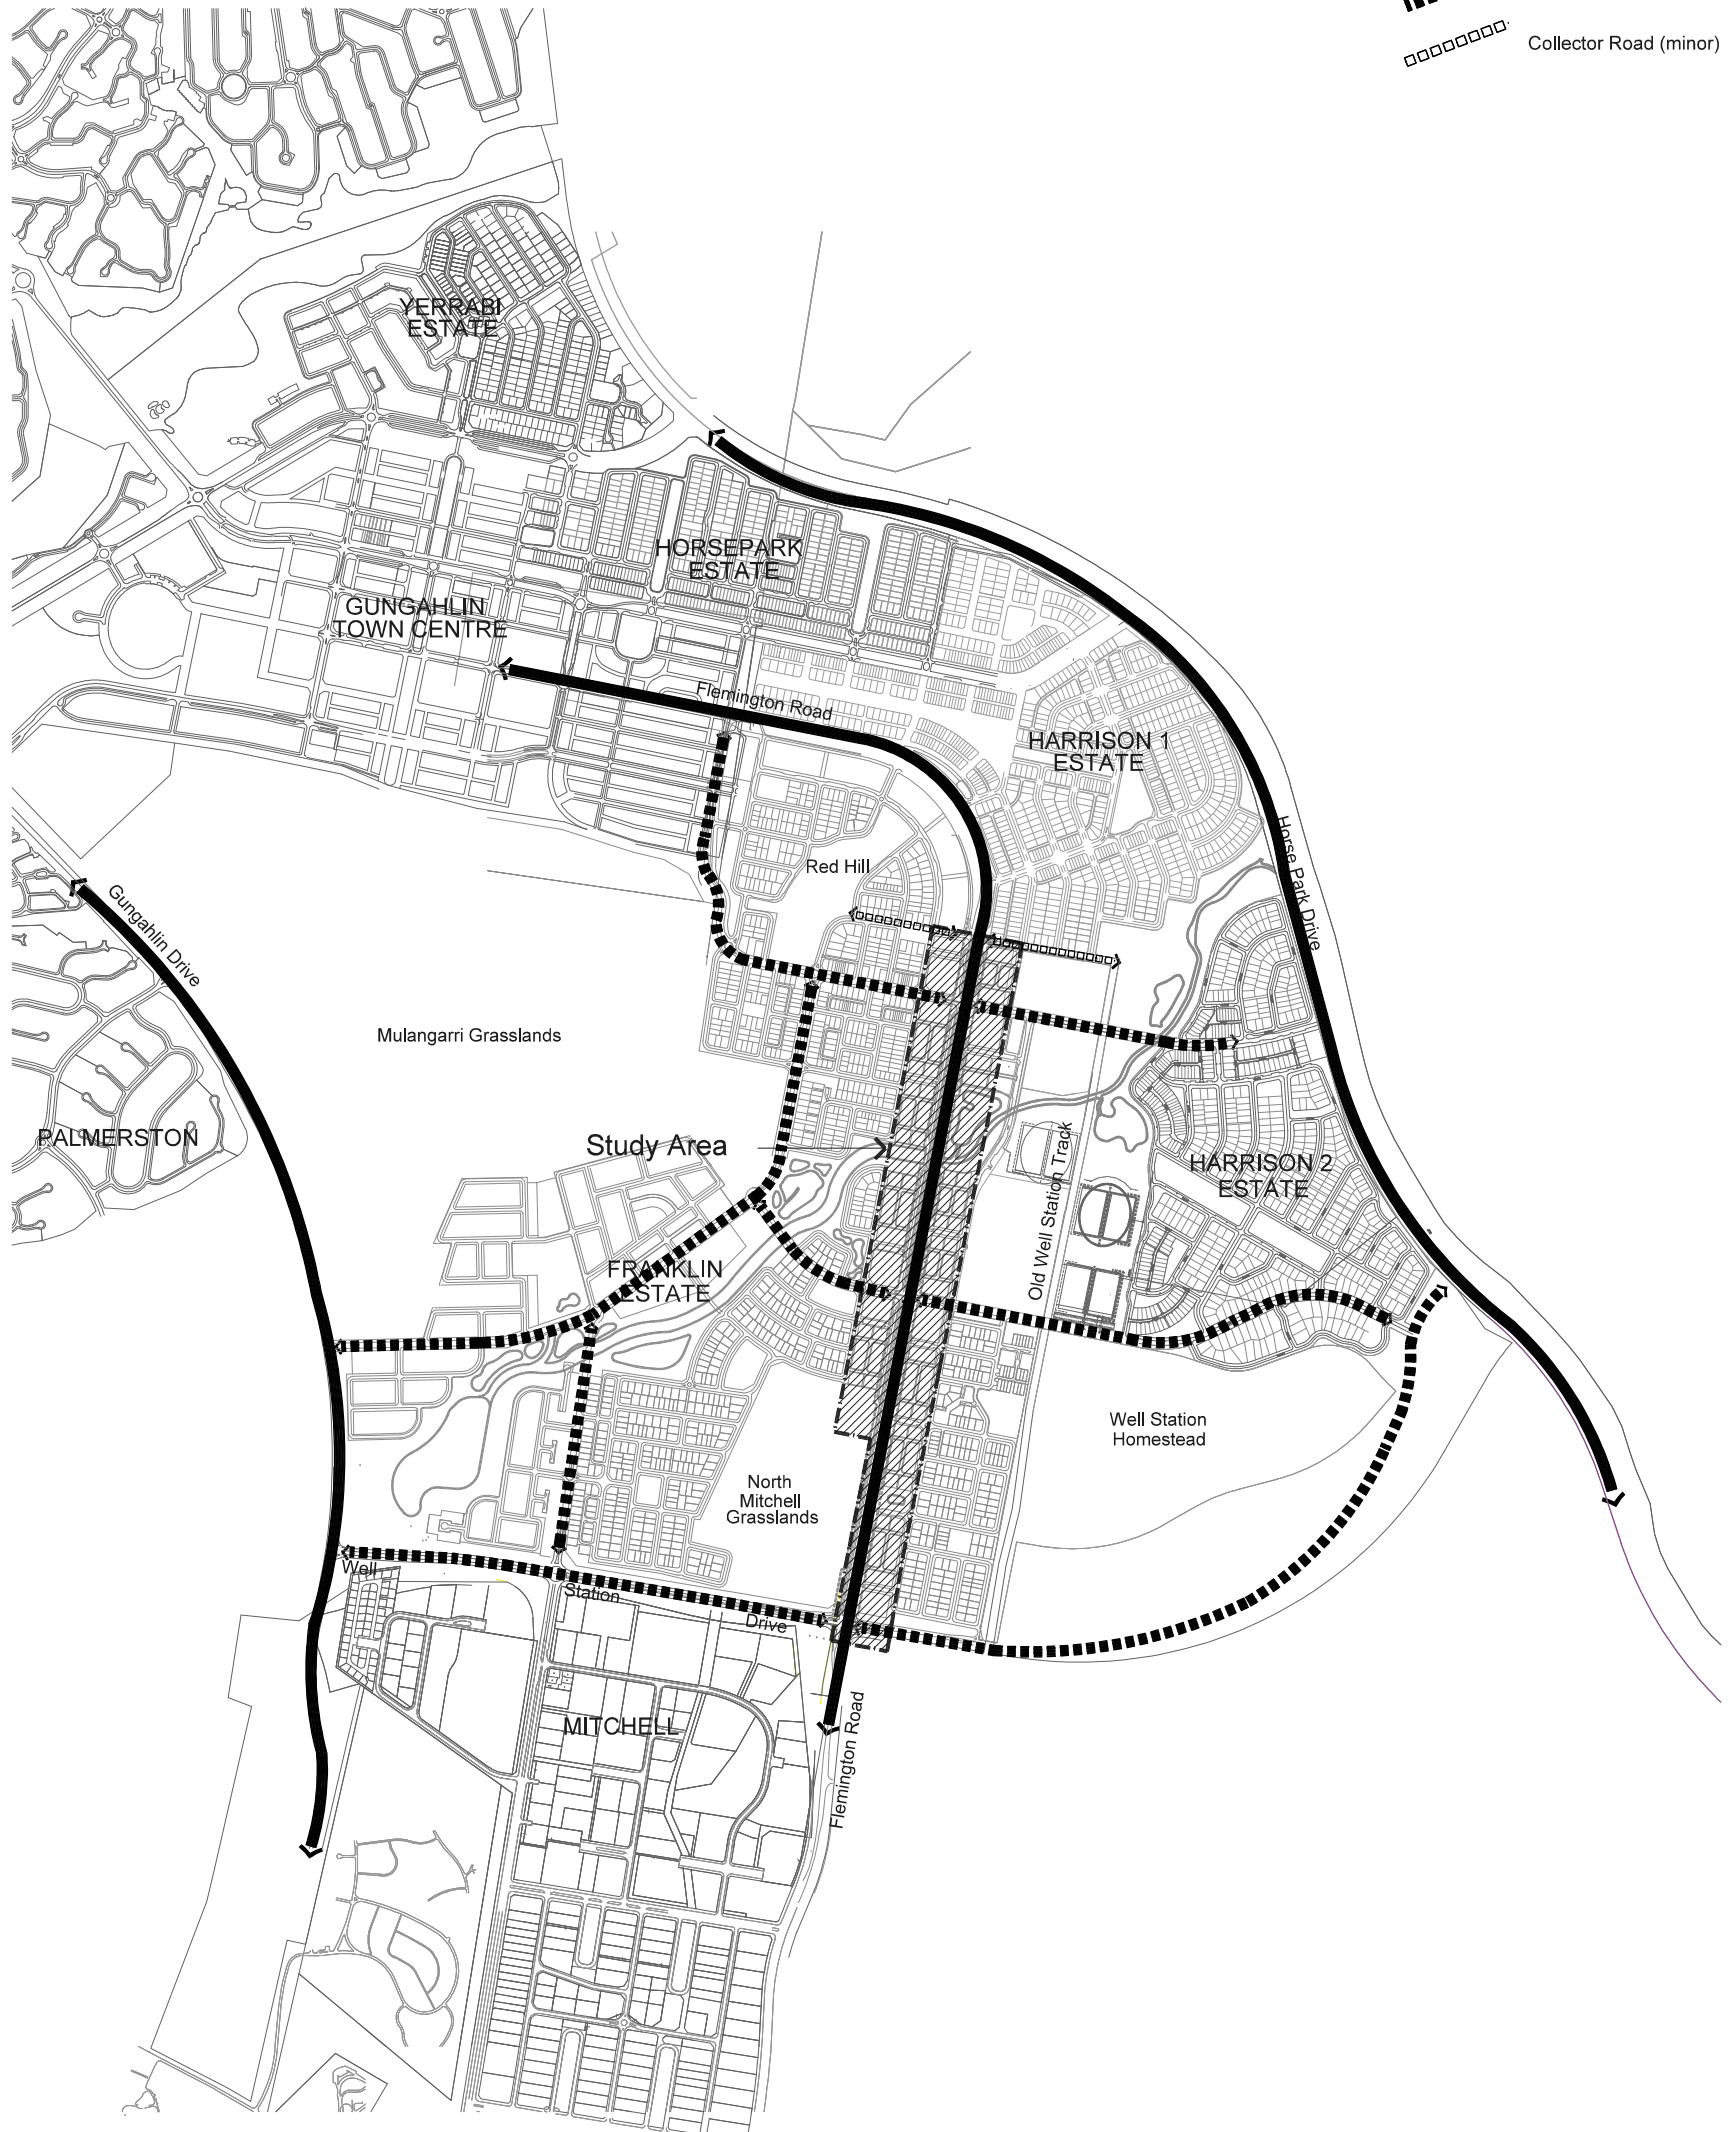 Collector Road (minor)
YERRABI
ESTATE
HORSEPARK
ESTATE
GUNGAHLIN
TOWN CENTRE
Flemington Road
HARRISON 1
ESTATE
Horse Park Drive
Red Hill
Gungahlin Drive
Mulangarri Grasslands
PALMERSTON
Study Area
Old Well Station Track
HARRISON 2
ESTATE
FRANKLIN
ESTATE
Well Station
Homestead
North
Mitchell
Grasslands
Well
Station
Drive
MITCHELL
Flemington Road